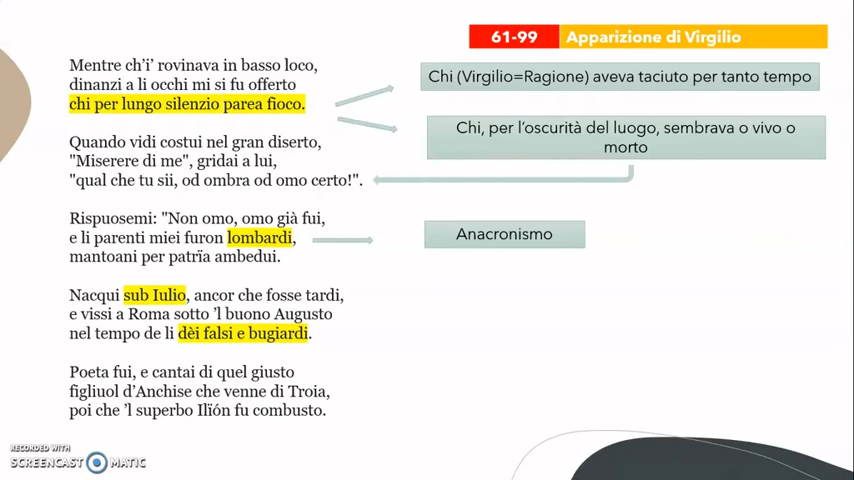 61-99 Apparizione di Virgilio
Mentre ch'i' rovinava in basso loco,
dinanzi a li occhi mi si fu offerto
chi per lungo silenzio parea fioco.
Chi (Virgilio=Ragione) aveva taciuto per tanto tempo
Chi, per l'oscurità del luogo, sembrava o vivo o
morto
Quando vidi costui nel gran diserto,
"Miserere di me", gridai a lui,
"qual che tu sii, od ombra od omo certo!".
Rispuosemi: "Non omo, omo già fui,
e li parenti miei furon lombardi,
mantoani per patrïa ambedui.
Anacronismo
Nacqui sub Iulio, ancor che fosse tardi,
e vissi a Roma sotto 'l buono Augusto
nel tempo de li dèi falsi e bugiardi.
Poeta fui, e cantai di quel giusto
figliuol d'Anchise che venne di Troia,
poi che 'l superbo Ilïón fu combusto.
RECORDED WITH
SCREENCAST MATIC